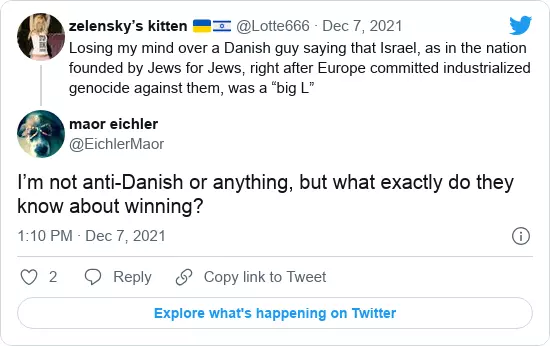 zelensky’s kitten 🇺🇦🇮🇱 @Lotte666 · Dec 7, 2021
Losing my mind over a Danish guy saying that Israel, as in the nation
founded by Jews for Jews, right after Europe committed industrialized
genocide against them, was a “big L”
maor eichler
@EichlerMaor
I’m not anti-Danish or anything, but what exactly do they
know about winning?
1:10 PM · Dec 7, 2021
2 Reply Copy link to Tweet
Explore what's happening on Twitter